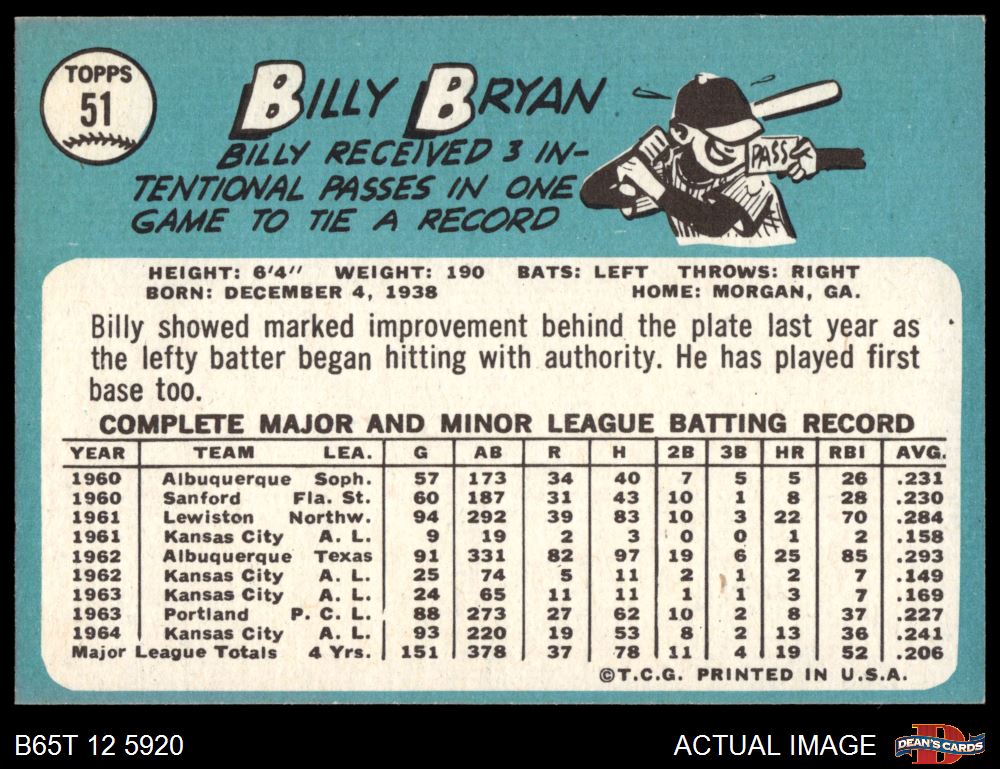 TOPPS
51
BILLY BRYAN
BILLY RECEIVED 3 IN-
TENTIONAL PASSES IN ONE
GAME TO TIE A RECORD
PASS
HEIGHT: 6'4" WEIGHT: 190 BATS: LEFT THROWS: RIGHT
BORN: DECEMBER 4, 1938 HOME: MORGAN, GA.
Billy showed marked improvement behind the plate last year as
the lefty batter began hitting with authority. He has played first
base too.
COMPLETE MAJOR AND MINOR LEAGUE BATTING RECORD
YEAR TEAM LEA. G AB R H 2B 3B HR RBI AVG.
1960 Albuquerque Soph. 57 173 34 40 7 5 5 26 .231
1960 Sanford Fla. St. 60 187 31 43 10 1 8 28 .230
1961 Lewiston Northw. 94 292 39 83 10 3 22 70 .284
1961 Kansas City A. L. 9 19 2 3 0 0 1 2 .158
1962 Albuquerque Texas 91 331 82 97 19 6 25 85 .293
1962 Kansas City A. L. 25 74 5 11 2 1 2 7 .149
1963 Kansas City A. L. 24 65 11 11 1 1 3 7 .169
1963 Portland P. C. L. 88 273 27 62 10 2 8 37 .227
1964 Kansas City A. L. 93 220 19 53 8 2 13 36 .241
Major League Totals 4 Yrs. 151 378 37 78 11 4 19 52 .206
©T.C.G. PRINTED IN U.S.A.
B65T 12 5920 ACTUAL IMAGE
DEAN'S CARDS